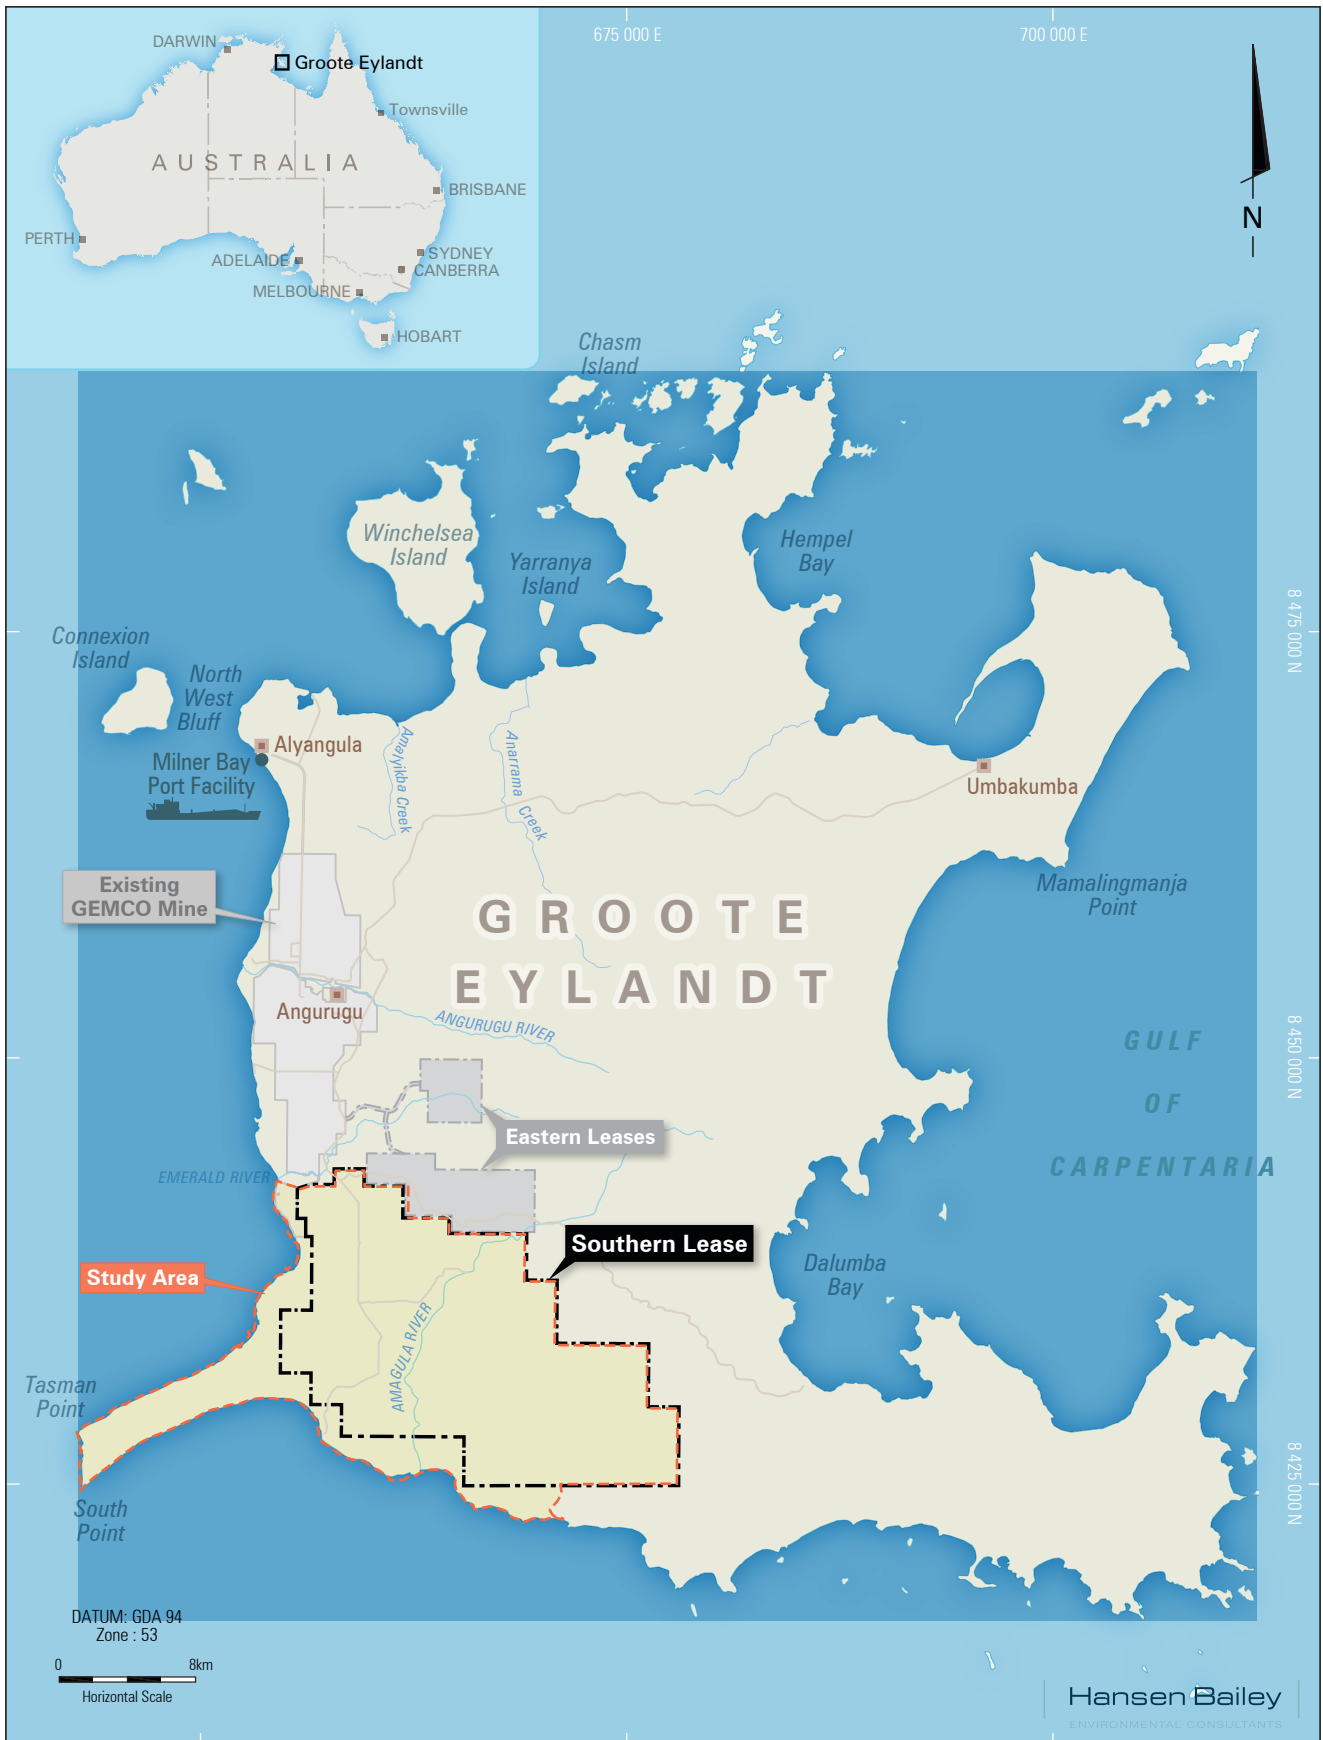 675 000 E
700 000 E
DARWIN
Groote Eylandt
Townsville
AUSTRALIA
BRISBANE
PERTH
SYDNEY
ADELAIDE
CANBERRA
MELBOURNE
HOBART
N
Chasm
Island
Winchelsea
Island
Hempel
Bay
Yarranya
Island
8 475 000 N
Connexion
Island
North
West
Bluff
Alyangula
Milner Bay
Port Facility
Amalyikba Creek
Anarrama Creek
Umbakumba
Existing
GEMCO Mine
Mamalingmanja
Point
GROOTE
EYLANDT
Angurugu
ANGURUGU RIVER
8 450 000 N
GULF
OF
CARPENTARIA
Eastern Leases
EMERALD RIVER
Southern Lease
Study Area
Dalumba
Bay
AMAGULA RIVER
Tasman
Point
8 425 000 N
South
Point
DATUM: GDA 94
Zone : 53
0 8km
Horizontal Scale
Hansen Bailey
ENVIRONMENTAL CONSULTANTS